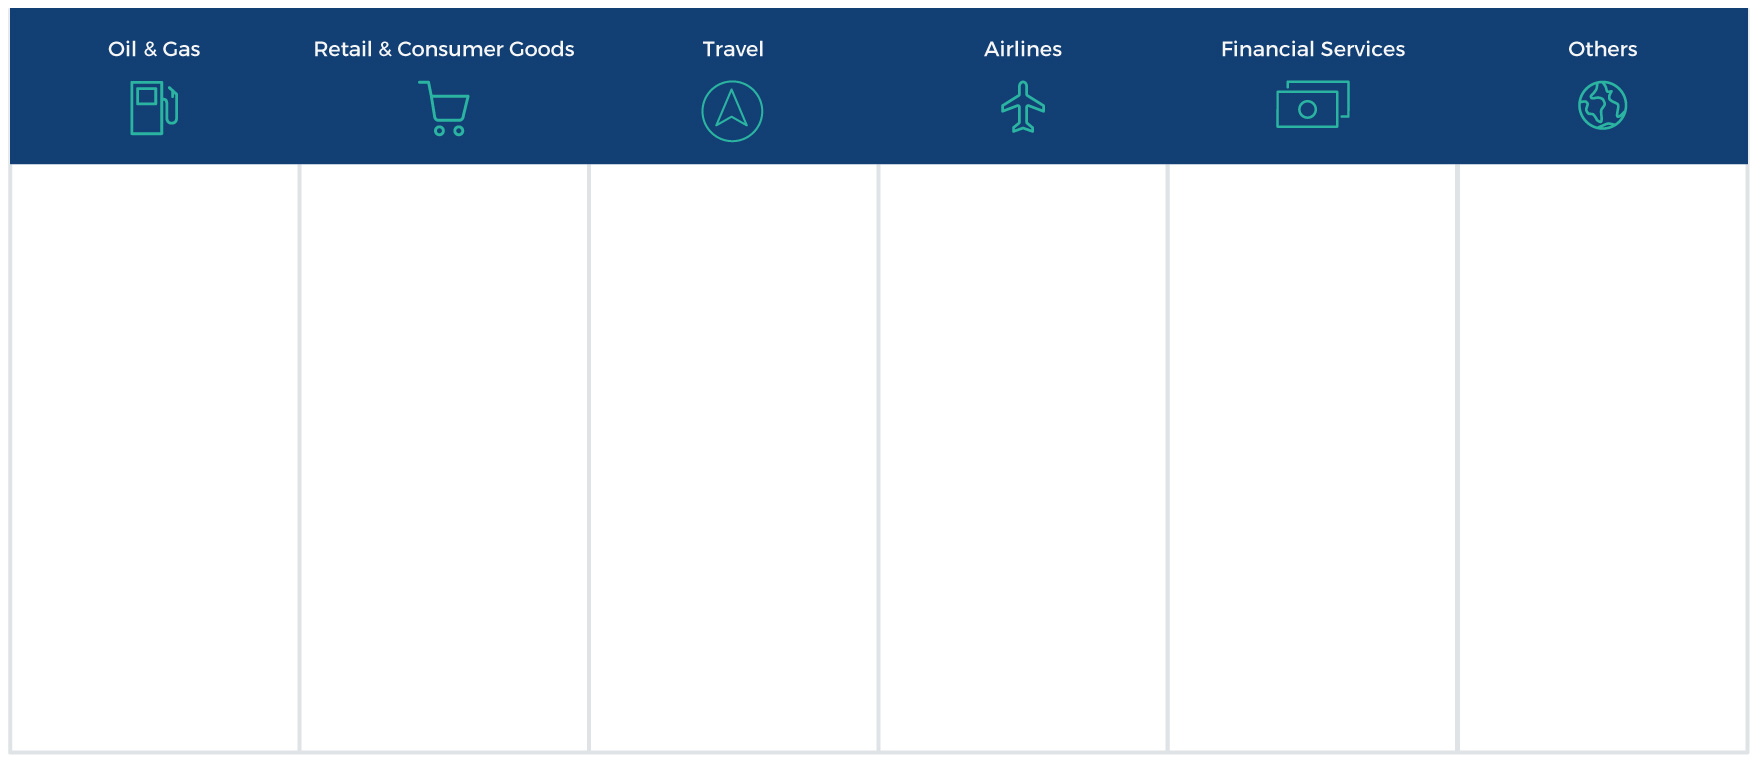 Oil & Gas
Retail & Consumer Goods
Travel
Airlines
Financial Services
Others